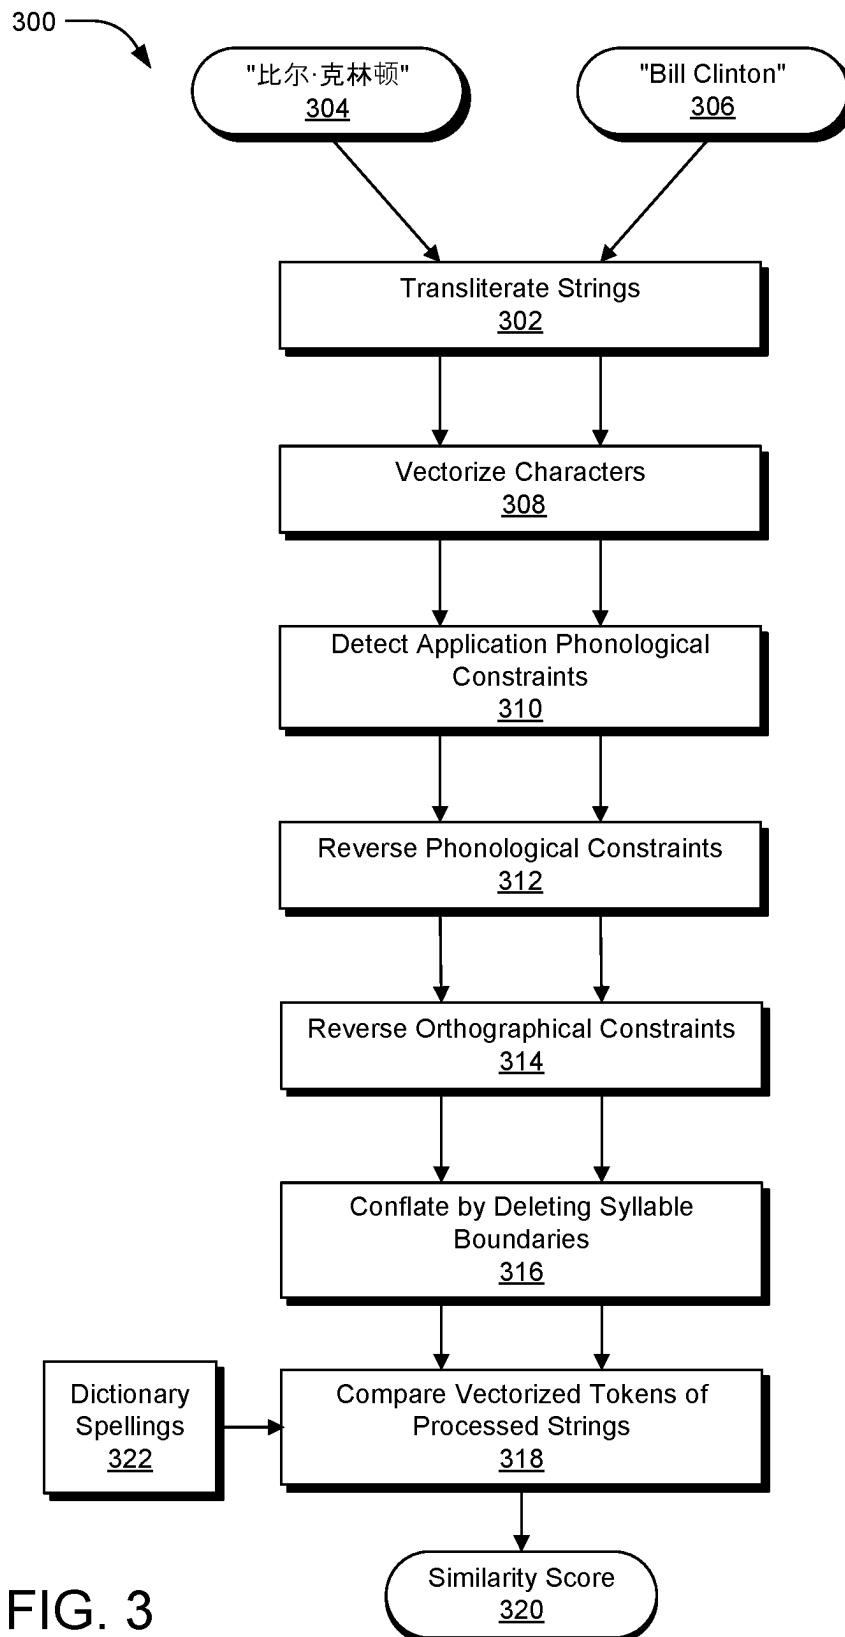 300
"比尔·克林顿"
304
"Bill Clinton"
306
Transliterate Strings
302
Vectorize Characters
308
Detect Application Phonological
Constraints
310
Reverse Phonological Constraints
312
Reverse Orthographical Constraints
314
Conflate by Deleting Syllable
Boundaries
316
Dictionary
Spellings
322
Compare Vectorized Tokens of
Processed Strings
318
Similarity Score
320
FIG. 3